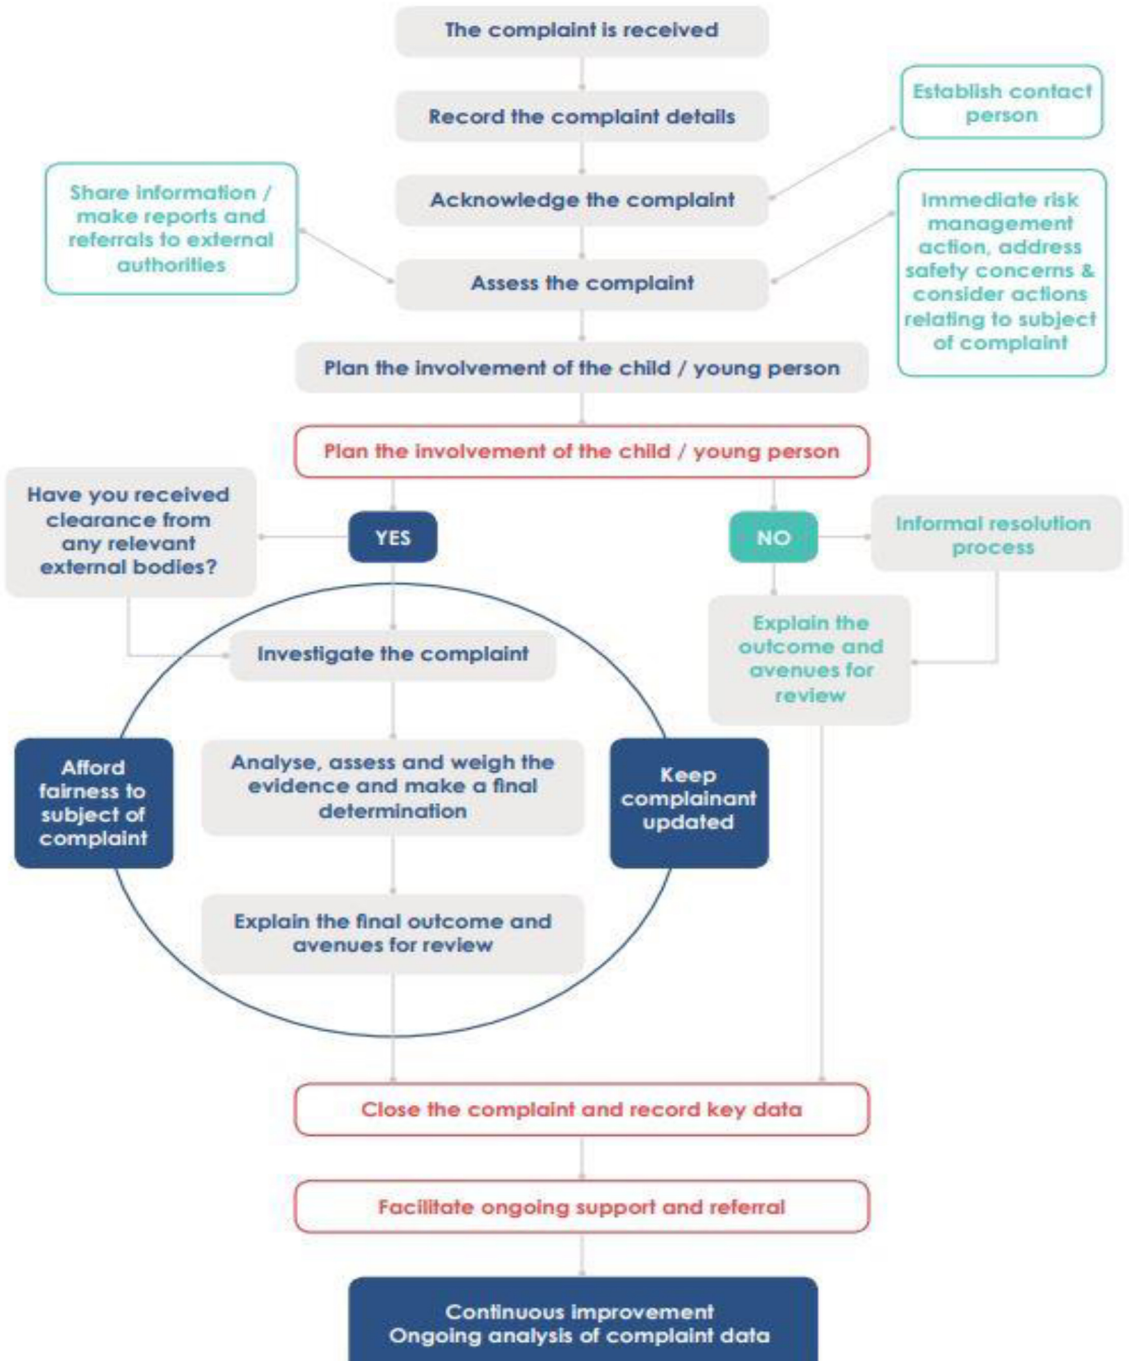 The complaint is received
Record the complaint details
Establish contact
person
Acknowledge the complaint
Share information /
make reports and
referrals to external
authorities
Immediate risk
management
action, address
safety concerns &
consider actions
relating to subject
of complaint
Assess the complaint
Plan the involvement of the child / young person
Plan the involvement of the child / young person
Have you received
clearance from
any relevant
external bodies?
YES
NO
Informal resolution
process
Explain the
outcome and
avenues for
review
Investigate the complaint
Afford
fairness to
subject of
complaint
Analyse, assess and weigh the
evidence and make a final
determination
Keep
complainant
updated
Explain the final outcome and
avenues for review
Close the complaint and record key data
Facilitate ongoing support and referral
Continuous improvement
Ongoing analysis of complaint data